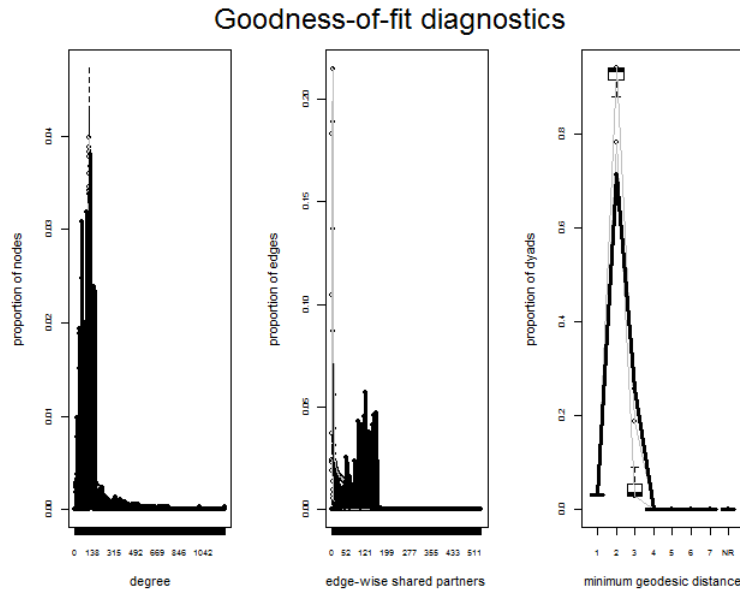 Goodness-of-fit diagnostics
proportion of nodes
0.00
0.01
0.02
0.03
0.04
0 138 315 492 669 846 1042
degree
proportion of edges
0.00
0.05
0.10
0.15
0.20
0 52 121 199 277 355 433 511
edge-wise shared partners
proportion of dyads
0.0
0.2
0.4
0.6
0.8
1 2 3 4 5 6 7 NR
minimum geodesic distance